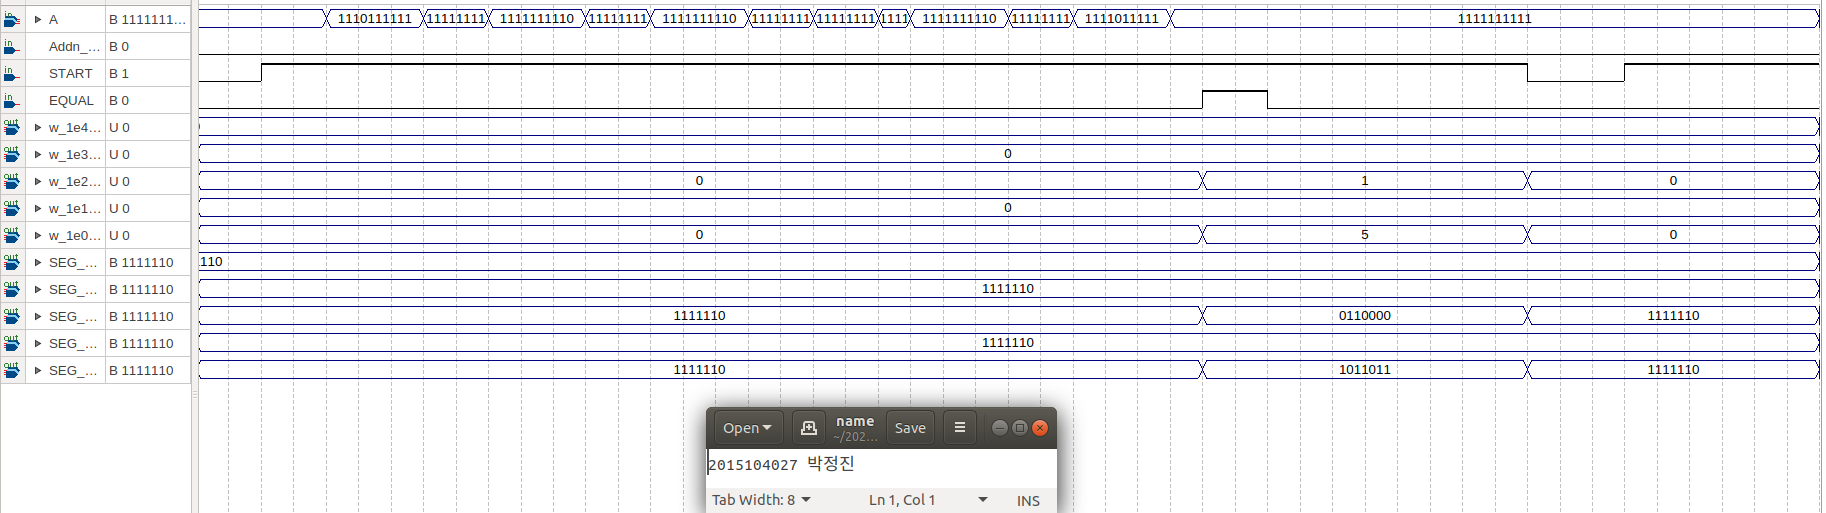 A B 1111111... 1110111111 11111111 1111111110 11111111 1111111110 11111111 11111111 1111 1111111110 11111111 1111011111 1111111111
Addn_... B 0
START B 1
EQUAL B 0
w_1e4... U 0
w_1e3... U 0 0
w_1e2... U 0 0 1 0
w_1e1... U 0 0
w_1e0... U 0 0 5 0
SEG_... B 1111110 110
SEG_... B 1111110 1111110
SEG_... B 1111110 1111110 0110000 1111110
SEG_... B 1111110 1111110
SEG_... B 1111110 1111110 1011011 1111110
Open name Save
~/202...
2015104027 박정진
Tab Width: 8 Ln 1, Col 1 INS